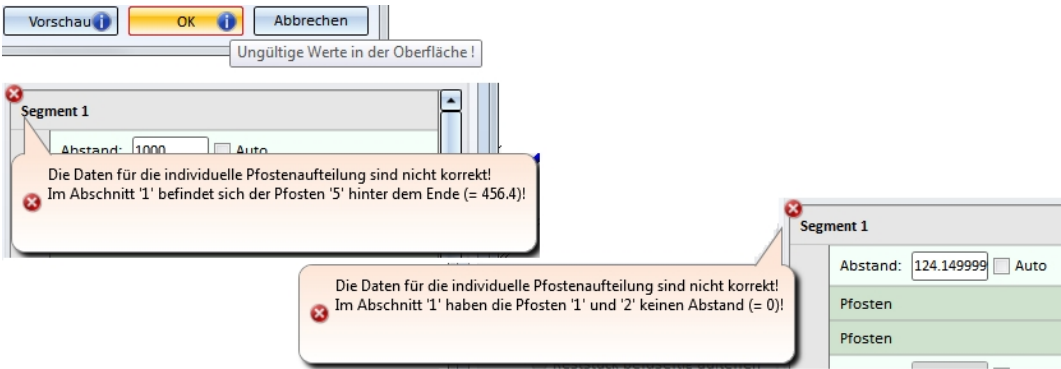 Vorschau OK Abbrechen
Ungültige Werte in der Oberfläche !
Segment 1
Abstand: 1000 Auto
Die Daten für die individuelle Pfostenaufteilung sind nicht korrekt!
Im Abschnitt '1' befindet sich der Pfosten '5' hinter dem Ende (= 456.4)!
Segment 1
Abstand: 124.149999 Auto
Die Daten für die individuelle Pfostenaufteilung sind nicht korrekt!
Im Abschnitt '1' haben die Pfosten '1' und '2' keinen Abstand (= 0)!
Pfosten
Pfosten